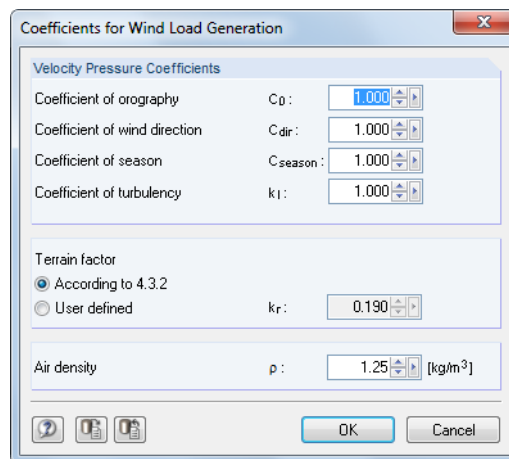 Coefficients for Wind Load Generation
Velocity Pressure Coefficients
Coefficient of orography C0 : 1.000
Coefficient of wind direction Cdir : 1.000
Coefficient of season Cseason : 1.000
Coefficient of turbulency kI : 1.000
Terrain factor
According to 4.3.2
User defined kr : 0.190
Air density ρ : 1.25 [kg/m³]
OK Cancel